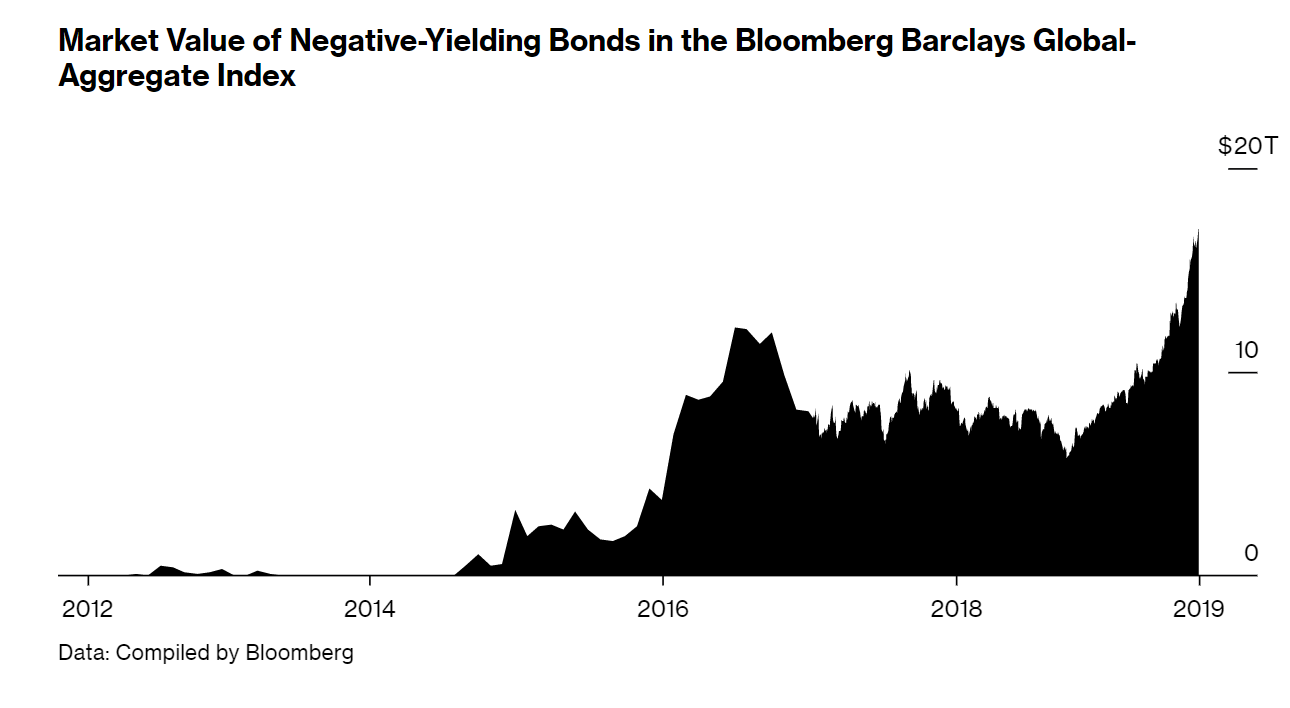 Market Value of Negative-Yielding Bonds in the Bloomberg Barclays Global-
Aggregate Index
$20T
10
0
2012 2014 2016 2018 2019
Data: Compiled by Bloomberg